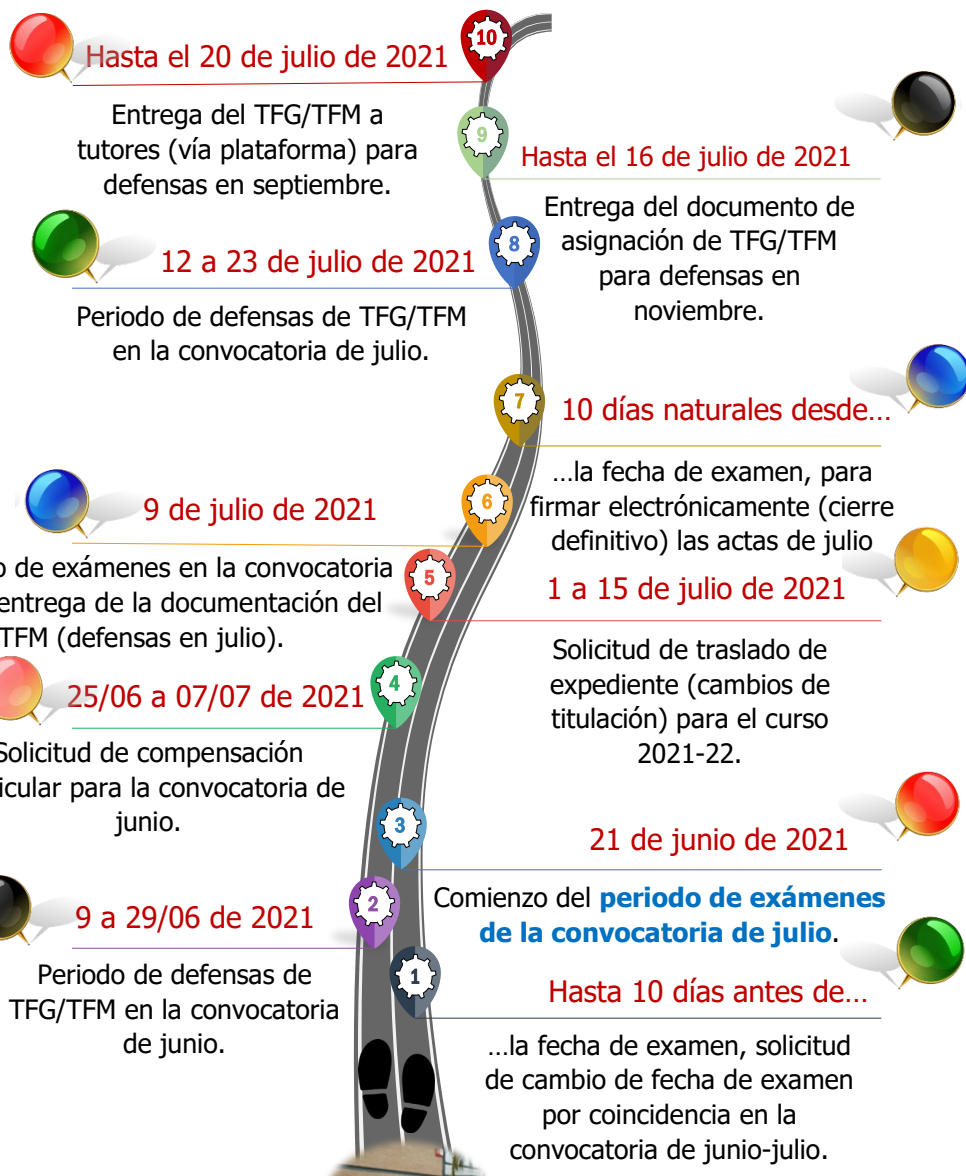 10
Hasta el 20 de julio de 2021
Entrega del TFG/TFM a
tutores (vía plataforma) para
defensas en septiembre.
9
Hasta el 16 de julio de 2021
Entrega del documento de
asignación de TFG/TFM
para defensas en
noviembre.
8
12 a 23 de julio de 2021
Periodo de defensas de TFG/TFM
en la convocatoria de julio.
7
10 días naturales desde...
...la fecha de examen, para
firmar electrónicamente (cierre
definitivo) las actas de julio
6
9 de julio de 2021
de exámenes en la convocatoria
entrega de la documentación del
TFM (defensas en julio).
5
1 a 15 de julio de 2021
Solicitud de traslado de
expediente (cambios de
titulación) para el curso
2021-22.
4
25/06 a 07/07 de 2021
Solicitud de compensación
icular para la convocatoria de
junio.
3
21 de junio de 2021
Comienzo del periodo de exámenes
de la convocatoria de julio.
2
9 a 29/06 de 2021
Periodo de defensas de
TFG/TFM en la convocatoria
de junio.
1
Hasta 10 días antes de...
...la fecha de examen, solicitud
de cambio de fecha de examen
por coincidencia en la
convocatoria de junio-julio.